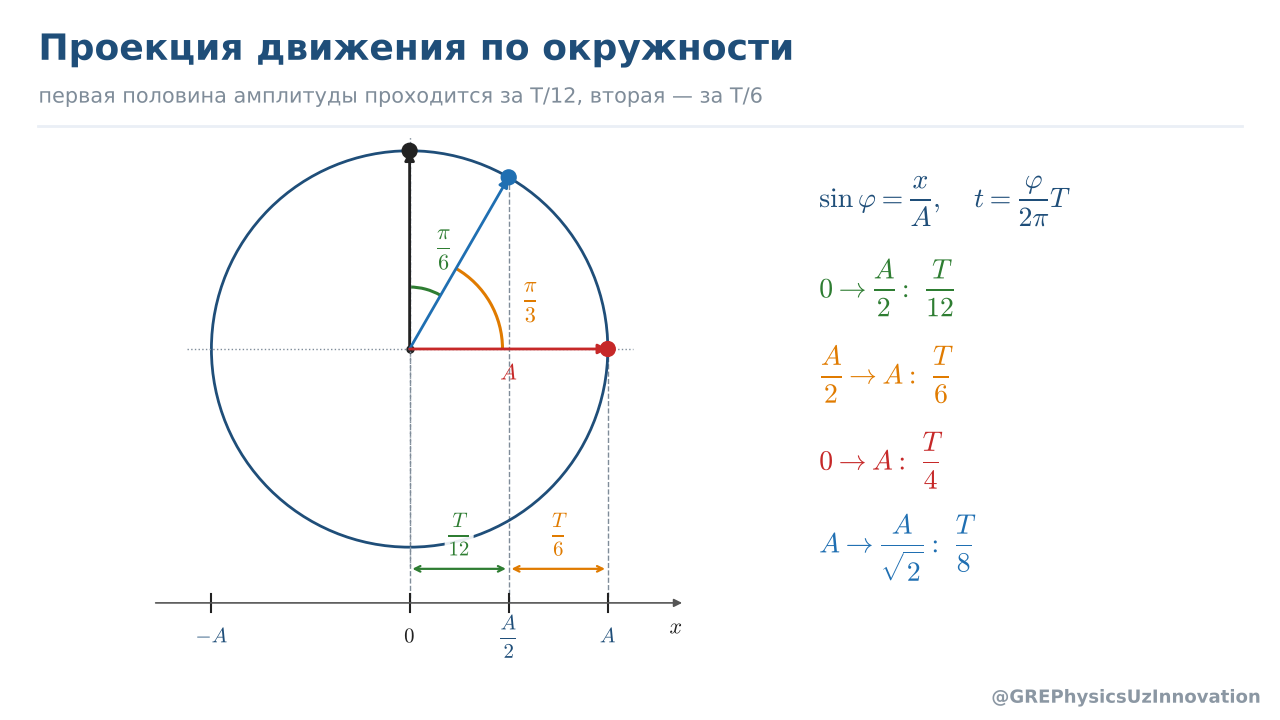 Проекция движения по окружности
первая половина амплитуды проходится за T/12, вторая — за T/6
π/6
π/3
A
T/12
T/6
−A
0
A/2
A
x
sin φ = x/A, t = φ/2π T
0 → A/2 : T/12
A/2 → A : T/6
0 → A : T/4
A → A/√2 : T/8
@GREPhysicsUzInnovation